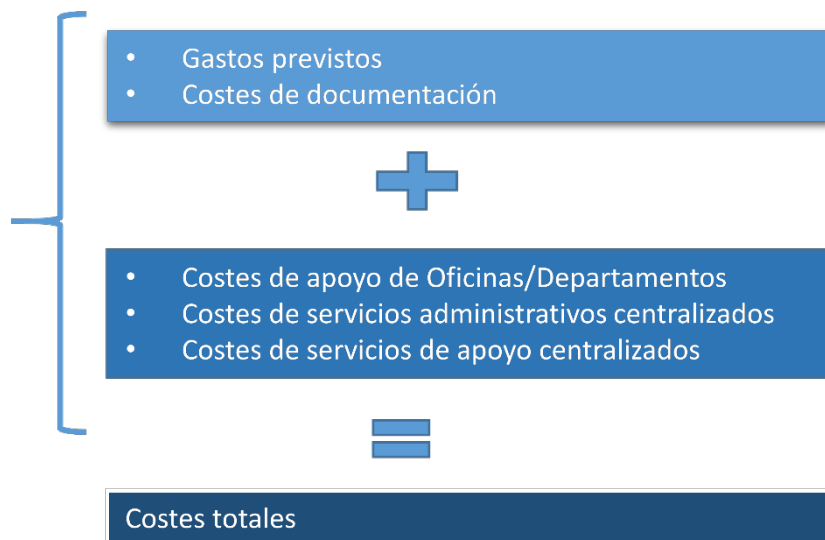 • Gastos previstos
• Costes de documentación
• Costes de apoyo de Oficinas/Departamentos
• Costes de servicios administrativos centralizados
• Costes de servicios de apoyo centralizados
Costes totales